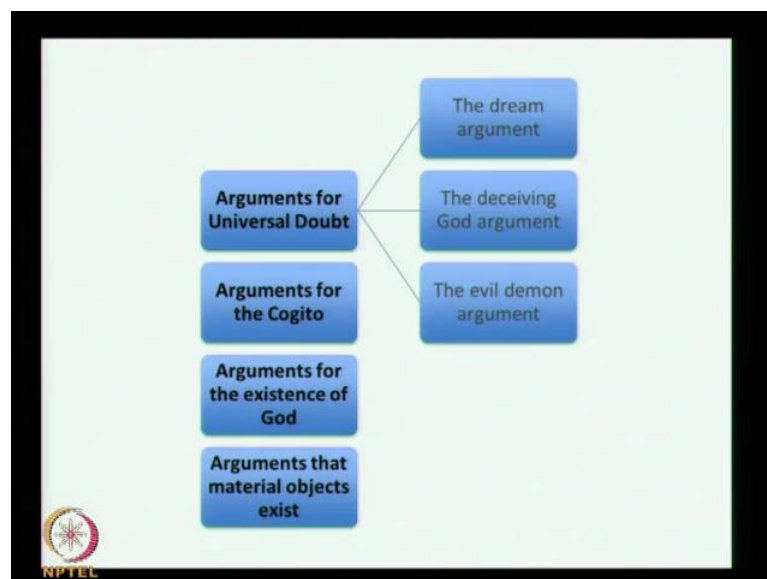 The dream
argument
Arguments for
Universal Doubt
The deceiving
God argument
Arguments for
the Cogito
The evil demon
argument
Arguments for
the existence of
God
Arguments that
material objects
exist
NPTEL